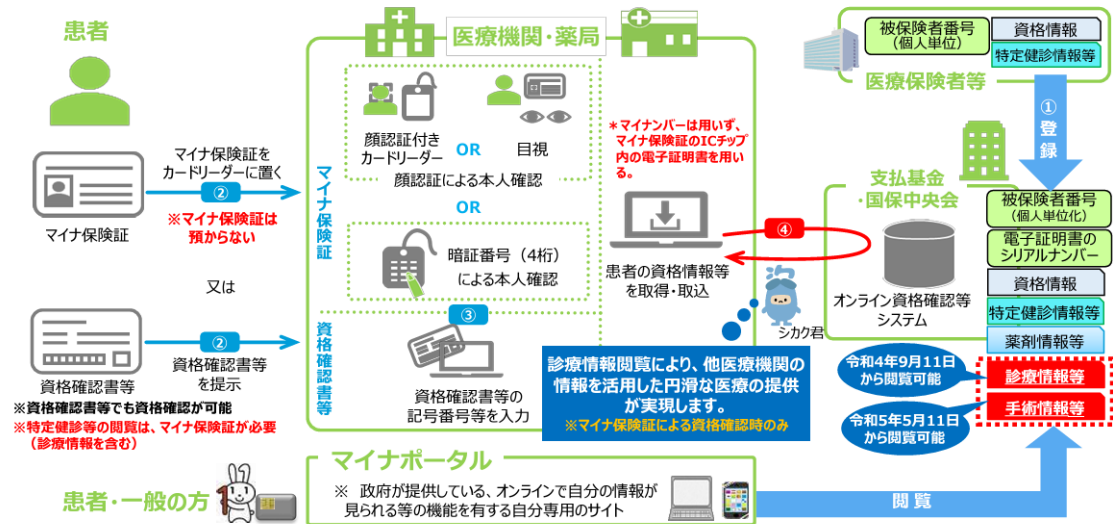 患者
マイナ保険証
マイナ保険証を
カードリーダーに置く
②
※マイナ保険証は
預からない
又は
資格確認書等
②
資格確認書等
を提示
※資格確認書等でも資格確認が可能
※特定健診等の閲覧は、マイナ保険証が必要
（診療情報を含む）
医療機関・薬局
マイナ保険証
顔認証付き
カードリーダー
OR
目視
顔認証による本人確認
OR
暗証番号（4桁）
による本人確認
資格確認書等
③
資格確認書等の
記号番号等を入力
＊マイナンバーは用いず、
マイナ保険証のICチップ
内の電子証明書を用い
る。
患者の資格情報等
を取得・取込
④
シカク君
診療情報閲覧により、他医療機関の
情報を活用した円滑な医療の提供
が実現します。
※マイナ保険証による資格確認時のみ
被保険者番号
（個人単位）
資格情報
特定健診情報等
医療保険者等
①登録
支払基金
・国保中央会
オンライン資格確認等
システム
被保険者番号
（個人単位化）
電子証明書の
シリアルナンバー
資格情報
特定健診情報等
薬剤情報等
令和4年9月11日
から閲覧可能
診療情報等
令和5年5月11日
から閲覧可能
手術情報等
患者・一般の方
マイナポータル
※ 政府が提供している、オンラインで自分の情報が
見られる等の機能を有する自分専用のサイト
閲覧